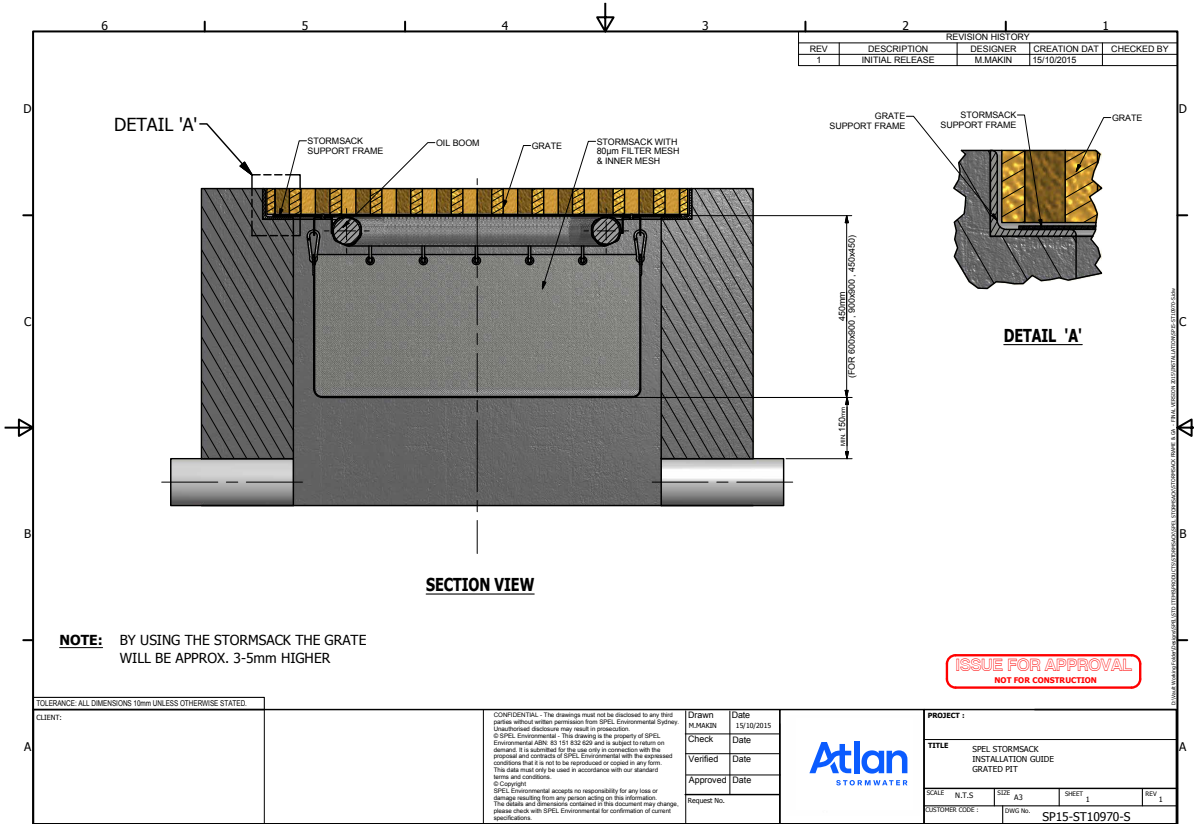 6 5 4 3 2 1
REVISION HISTORY
REV DESCRIPTION DESIGNER CREATION DAT CHECKED BY
1 INITIAL RELEASE M.MAKIN 15/10/2015
D
D
DETAIL 'A'
STORMSACK
SUPPORT FRAME
OIL BOOM
GRATE
STORMSACK WITH
80µm FILTER MESH
& INNER MESH
GRATE
SUPPORT FRAME
STORMSACK
SUPPORT FRAME
GRATE
450mm
(FOR 600x900 , 900x900 , 450x450)
MIN 150mm
DETAIL 'A'
C
C
B
B
SECTION VIEW
NOTE: BY USING THE STORMSACK THE GRATE
WILL BE APPROX. 3-5mm HIGHER
ISSUE FOR APPROVAL
NOT FOR CONSTRUCTION
TOLERANCE: ALL DIMENSIONS 10mm UNLESS OTHERWISE STATED.
A
A
CLIENT:
CONFIDENTIAL - The drawings must not be disclosed to any third
parties without written permission from SPEL Environmental Sydney.
Unauthorised disclosure may result in prosecution.
© SPEL Environmental - This drawing is the property of SPEL
Environmental ABN: 83 151 832 629 and is subject to return on
demand. It is submitted for the use only in connection with the
proposal and contracts of SPEL Environmental with the expressed
conditions that it is not to be reproduced or copied in any form.
This data must only be used in accordance with our standard
terms and conditions.
© Copyright
SPEL Environmental accepts no responsibility for any loss or
damage resulting from any person acting on this information.
The details and dimensions contained in this document may change,
please check with SPEL Environmental for confirmation of current
specifications.
Drawn Date
M.MAKIN 15/10/2015
Check Date
Verified Date
Approved Date
Request No.
Atlan
STORMWATER
PROJECT :
TITLE SPEL STORMSACK
INSTALLATION GUIDE
GRATED PIT
SCALE N.T.S SIZE A3 SHEET 1 REV 1
CUSTOMER CODE : DWG No. SP15-ST10970-S